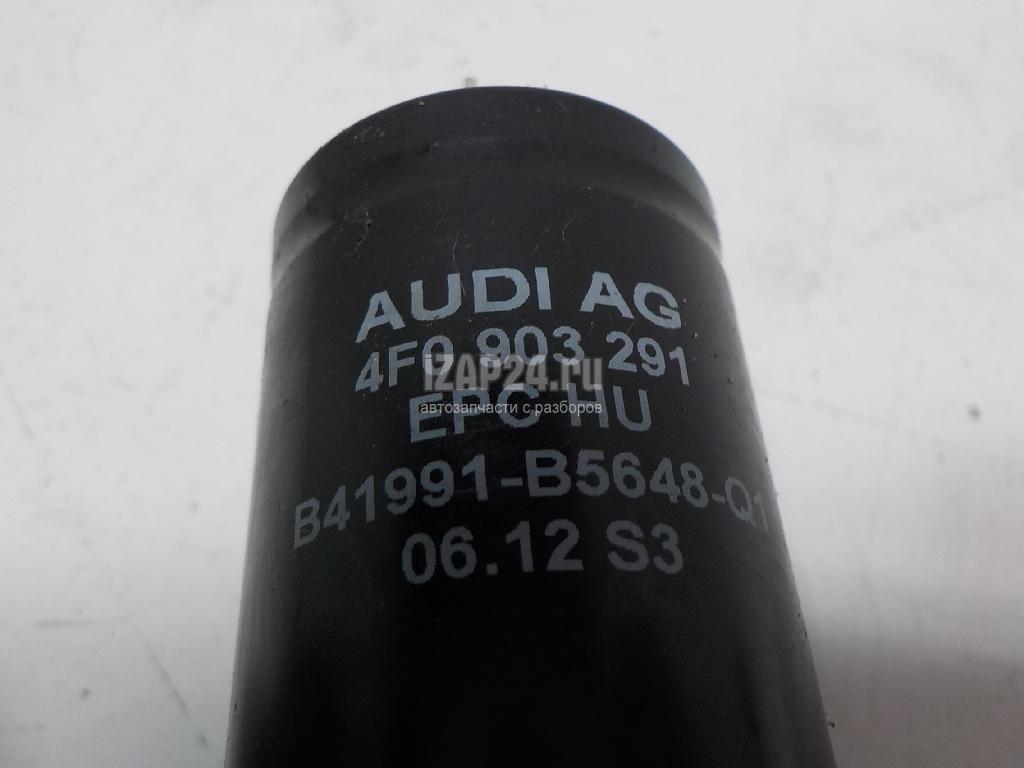 AUDI AG
4F0 903 291
iZAP24.ru
автозапчасти с разборов
EPC HU
B41991-B5648-Q1
06.12 S3